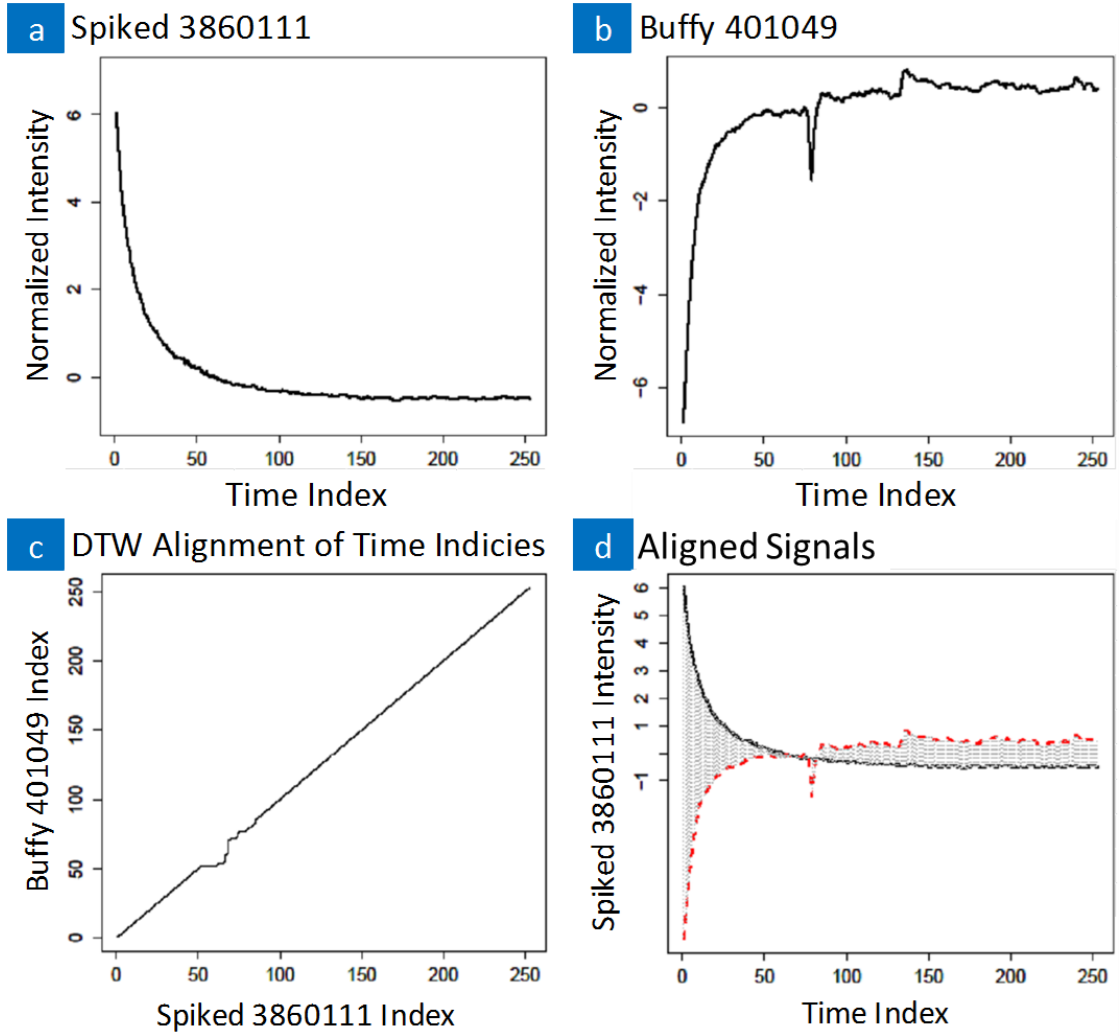 a Spiked 3860111
Normalized Intensity
6
4
2
0
0 50 100 150 200 250
Time Index
b Buffy 401049
Normalized Intensity
0
−2
−4
−6
0 50 100 150 200 250
Time Index
c DTW Alignment of Time Indicies
Buffy 401049 Index
250
200
150
100
50
0
0 50 100 150 200 250
Spiked 3860111 Index
d Aligned Signals
Spiked 3860111 Intensity
6
5
4
3
2
1
−1
0 50 100 150 200 250
Time Index